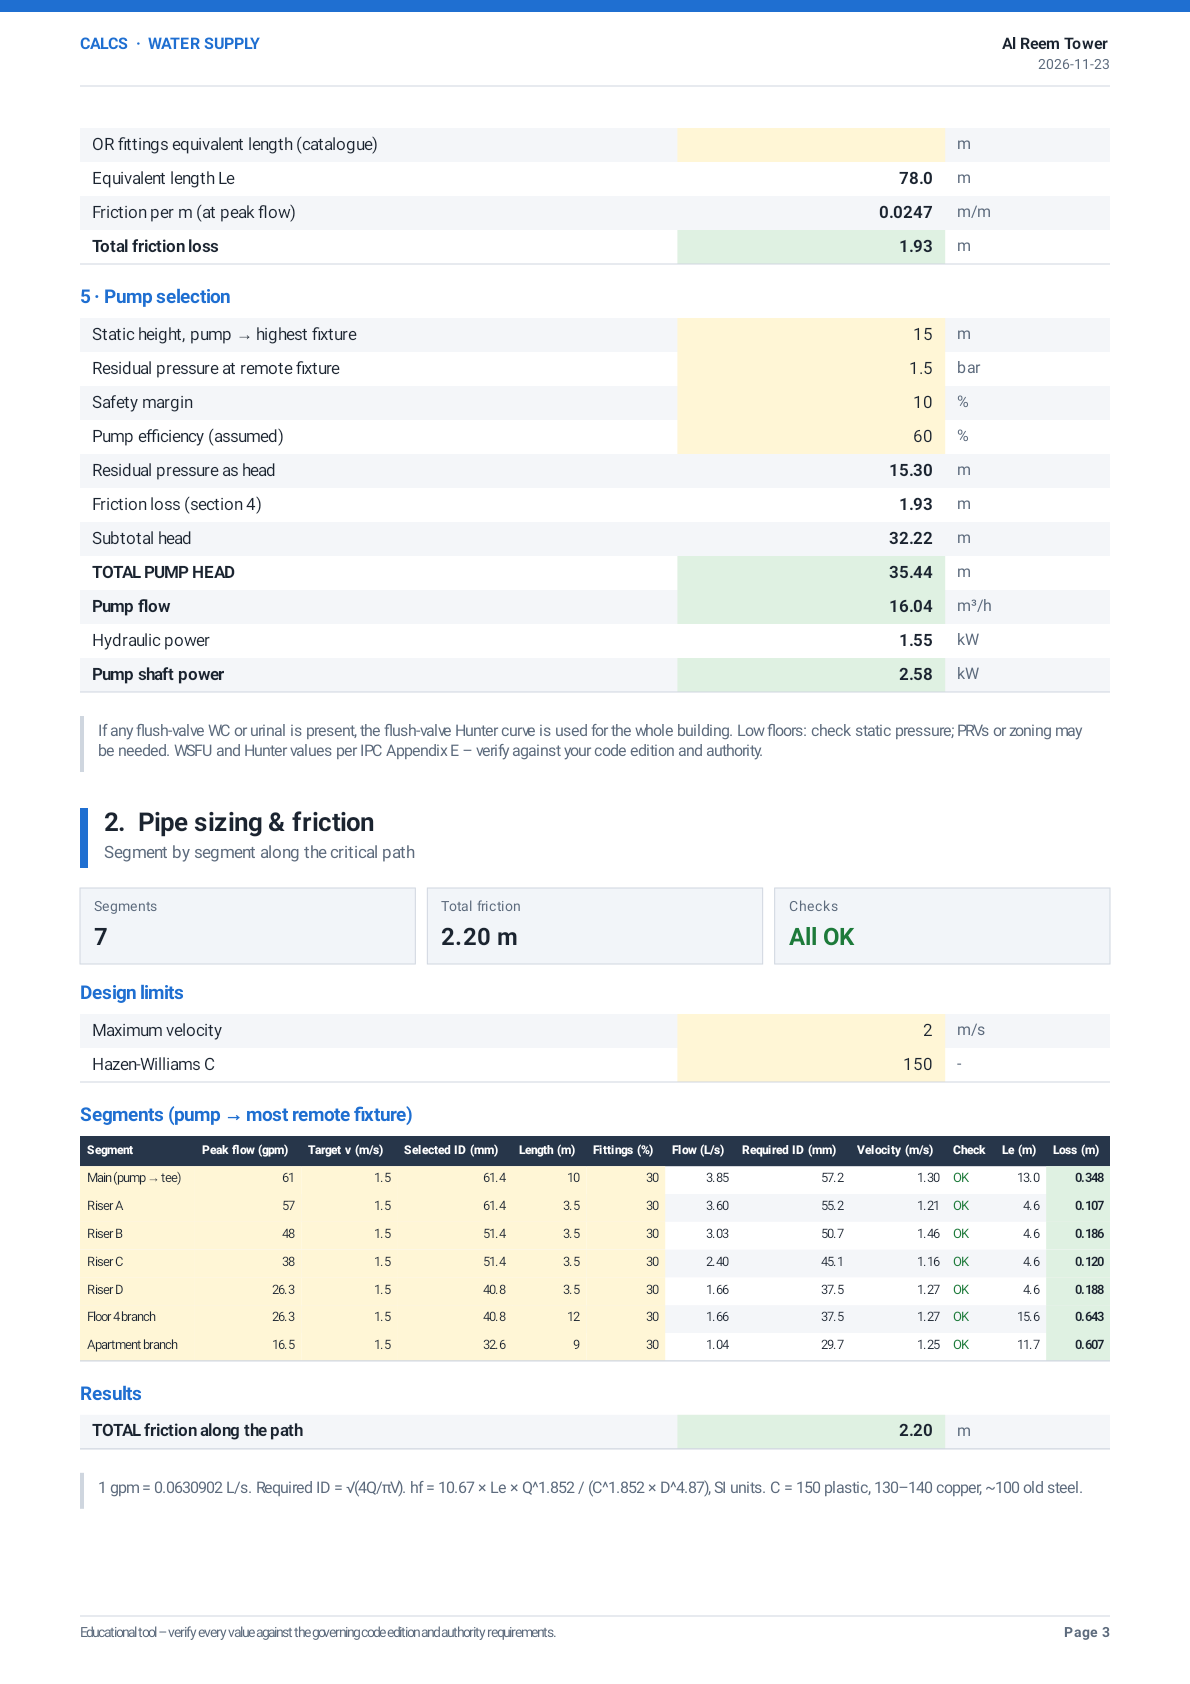 CALCS · WATER SUPPLY
Al Reem Tower
2026-11-23
OR fittings equivalent length (catalogue) m
Equivalent length Le 78.0 m
Friction per m (at peak flow) 0.0247 m/m
Total friction loss 1.93 m
5 · Pump selection
Static height, pump → highest fixture 15 m
Residual pressure at remote fixture 1.5 bar
Safety margin 10 %
Pump efficiency (assumed) 60 %
Residual pressure as head 15.30 m
Friction loss (section 4) 1.93 m
Subtotal head 32.22 m
TOTAL PUMP HEAD 35.44 m
Pump flow 16.04 m³/h
Hydraulic power 1.55 kW
Pump shaft power 2.58 kW
If any flush-valve WC or urinal is present, the flush-valve Hunter curve is used for the whole building. Low floors: check static pressure; PRVs or zoning may
be needed. WSFU and Hunter values per IPC Appendix E – verify against your code edition and authority.
2. Pipe sizing & friction
Segment by segment along the critical path
Segments Total friction Checks
7 2.20 m All OK
Design limits
Maximum velocity 2 m/s
Hazen-Williams C 150 -
Segments (pump → most remote fixture)
Segment Peak flow (gpm) Target v (m/s) Selected ID (mm) Length (m) Fittings (%) Flow (L/s) Required ID (mm) Velocity (m/s) Check Le (m) Loss (m)
Main (pump → tee) 61 1.5 61.4 10 30 3.85 57.2 1.30 OK 13.0 0.348
Riser A 57 1.5 61.4 3.5 30 3.60 55.2 1.21 OK 4.6 0.107
Riser B 48 1.5 51.4 3.5 30 3.03 50.7 1.46 OK 4.6 0.186
Riser C 38 1.5 51.4 3.5 30 2.40 45.1 1.16 OK 4.6 0.120
Riser D 26.3 1.5 40.8 3.5 30 1.66 37.5 1.27 OK 4.6 0.188
Floor 4 branch 26.3 1.5 40.8 12 30 1.66 37.5 1.27 OK 15.6 0.643
Apartment branch 16.5 1.5 32.6 9 30 1.04 29.7 1.25 OK 11.7 0.607
Results
TOTAL friction along the path 2.20 m
1 gpm = 0.0630902 L/s. Required ID = √(4Q/πV). hf = 10.67 × Le × Q^1.852 / (C^1.852 × D^4.87), SI units. C = 150 plastic, 130–140 copper, ~100 old steel.
Educational tool – verify every value against the governing code edition and authority requirements.
Page 3